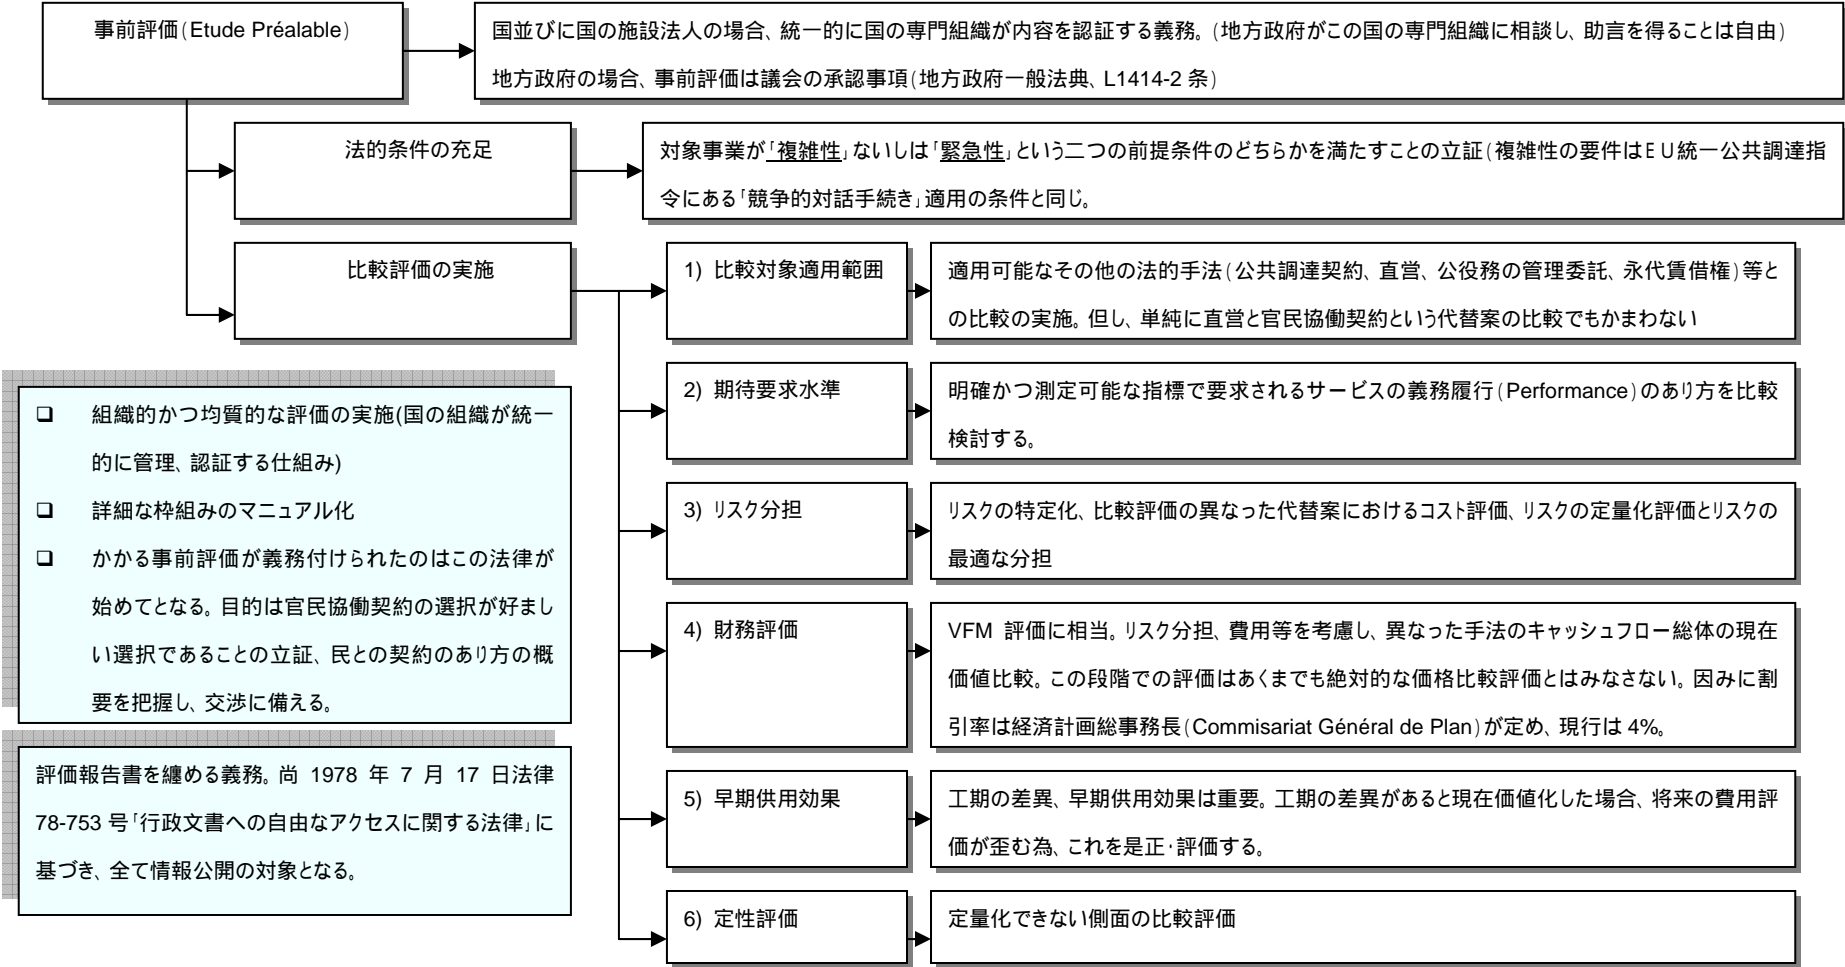 事前評価(Etude Préalable)
国並びに国の施設法人の場合、統一的に国の専門組織が内容を認証する義務。(地方政府がこの国の専門組織に相談し、助言を得ることは自由)
地方政府の場合、事前評価は議会の承認事項(地方政府一般法典、L1414-2 条)
法的条件の充足
対象事業が「複雑性」ないしは「緊急性」という二つの前提条件のどちらかを満たすことの立証(複雑性の要件はEU統一公共調達指
令にある「競争的対話手続き」適用の条件と同じ。
比較評価の実施
1) 比較対象適用範囲
適用可能なその他の法的手法(公共調達契約、直営、公役務の管理委託、永代賃借権)等と
の比較の実施。但し、単純に直営と官民協働契約という代替案の比較でもかまわない
2) 期待要求水準
明確かつ測定可能な指標で要求されるサービスの義務履行(Performance)のあり方を比較
検討する。
3) リスク分担
リスクの特定化、比較評価の異なった代替案におけるコスト評価、リスクの定量化評価とリスクの
最適な分担
4) 財務評価
VFM 評価に相当。リスク分担、費用等を考慮し、異なった手法のキャッシュフロー総体の現在
価値比較。この段階での評価はあくまでも絶対的な価格比較評価とはみなさない。因みに割
引率は経済計画総事務長(Commisariat Général de Plan)が定め、現行は 4%。
5) 早期供用効果
工期の差異、早期供用効果は重要。工期の差異があると現在価値化した場合、将来の費用評
価が歪む為、これを是正・評価する。
6) 定性評価
定量化できない側面の比較評価
❑ 組織的かつ均質的な評価の実施(国の組織が統一
的に管理、認証する仕組み)
❑ 詳細な枠組みのマニュアル化
❑ かかる事前評価が義務付けられたのはこの法律が
始めてとなる。目的は官民協働契約の選択が好まし
い選択であることの立証、民との契約のあり方の概
要を把握し、交渉に備える。
評価報告書を纏める義務。尚 1978 年 7 月 17 日法律
78-753 号「行政文書への自由なアクセスに関する法律」に
基づき、全て情報公開の対象となる。